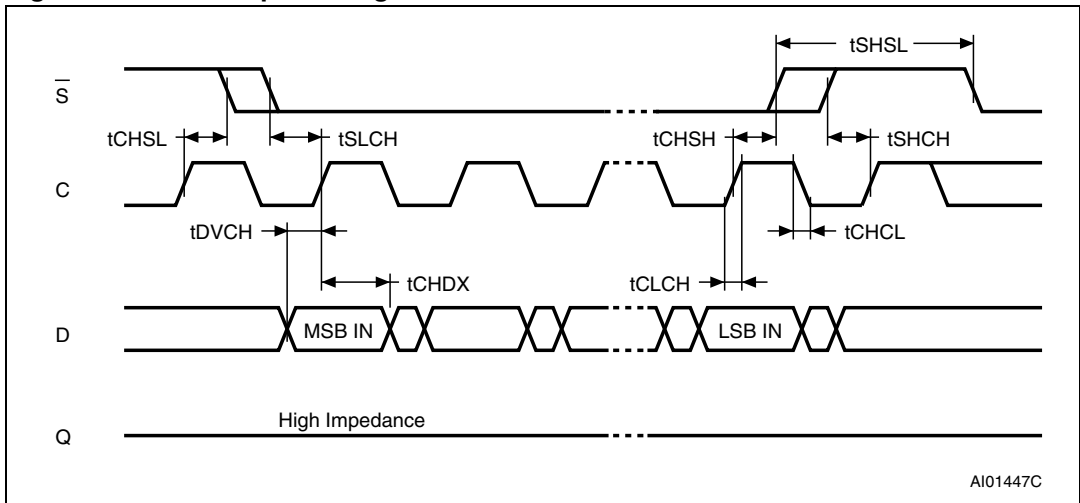 tSHSL
S
tCHSL
tSLCH
tCHSH
tSHCH
C
tDVCH
tCHCL
tCHDX
tCLCH
D
MSB IN
LSB IN
High Impedance
Q
AI01447C